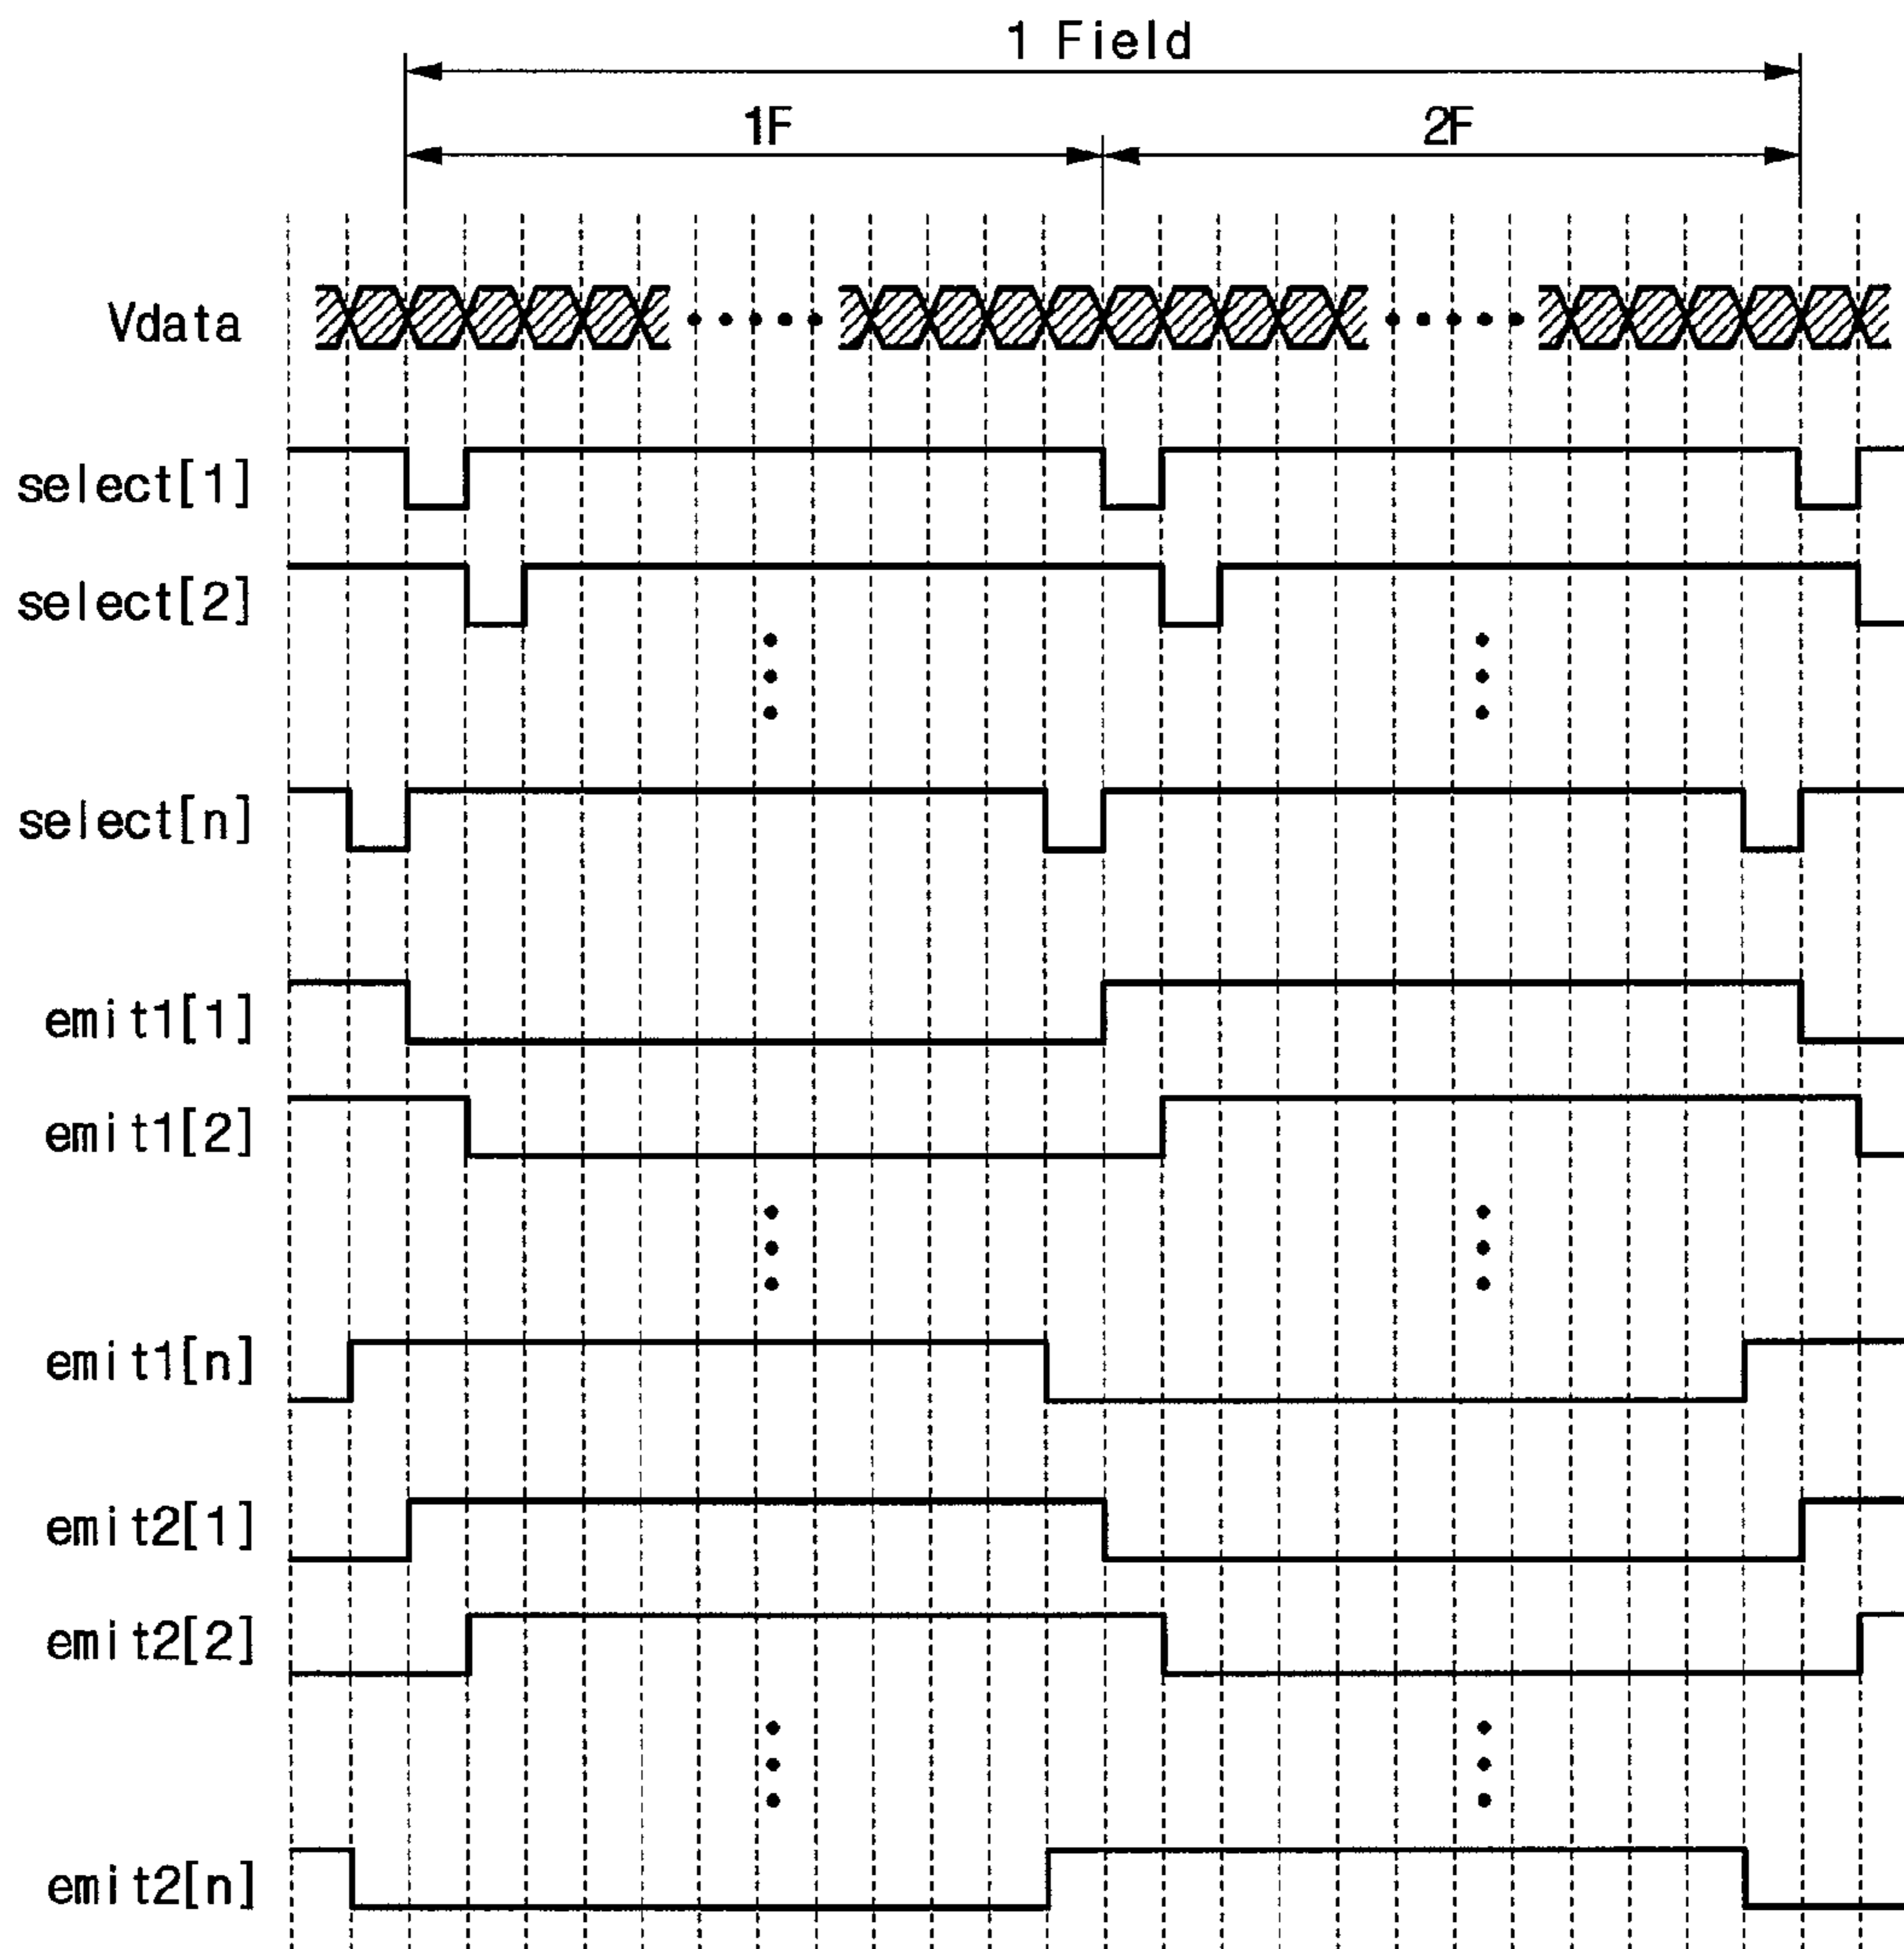 1 Field
1F
2F
Vdata
select[1]
select[2]
select[n]
emit1[1]
emit1[2]
emit1[n]
emit2[1]
emit2[2]
emit2[n]